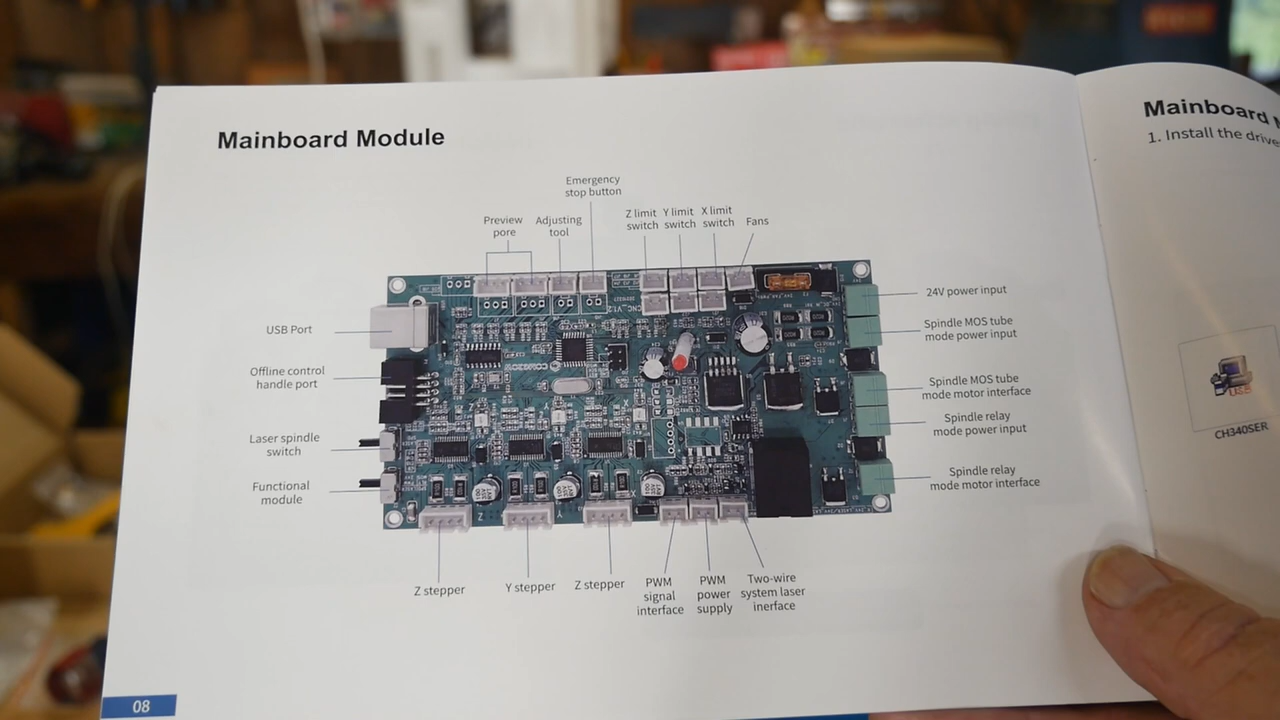 Mainboard Module
Emergency
stop button
Preview
pore
Adjusting
tool
Z limit
switch
Y limit
switch
X limit
switch
Fans
USB Port
Offline control
handle port
Laser spindle
switch
Functional
module
24V power input
Spindle MOS tube
mode power input
Spindle MOS tube
mode motor interface
Spindle relay
mode power input
Spindle relay
mode motor interface
CNC_V1.2
Z
Y
X
Z stepper
Y stepper
Z stepper
PWM
signal
interface
PWM
power
supply
Two-wire
system laser
inerface
08
Mainboard
1. Install the drive
USB
CH340SER